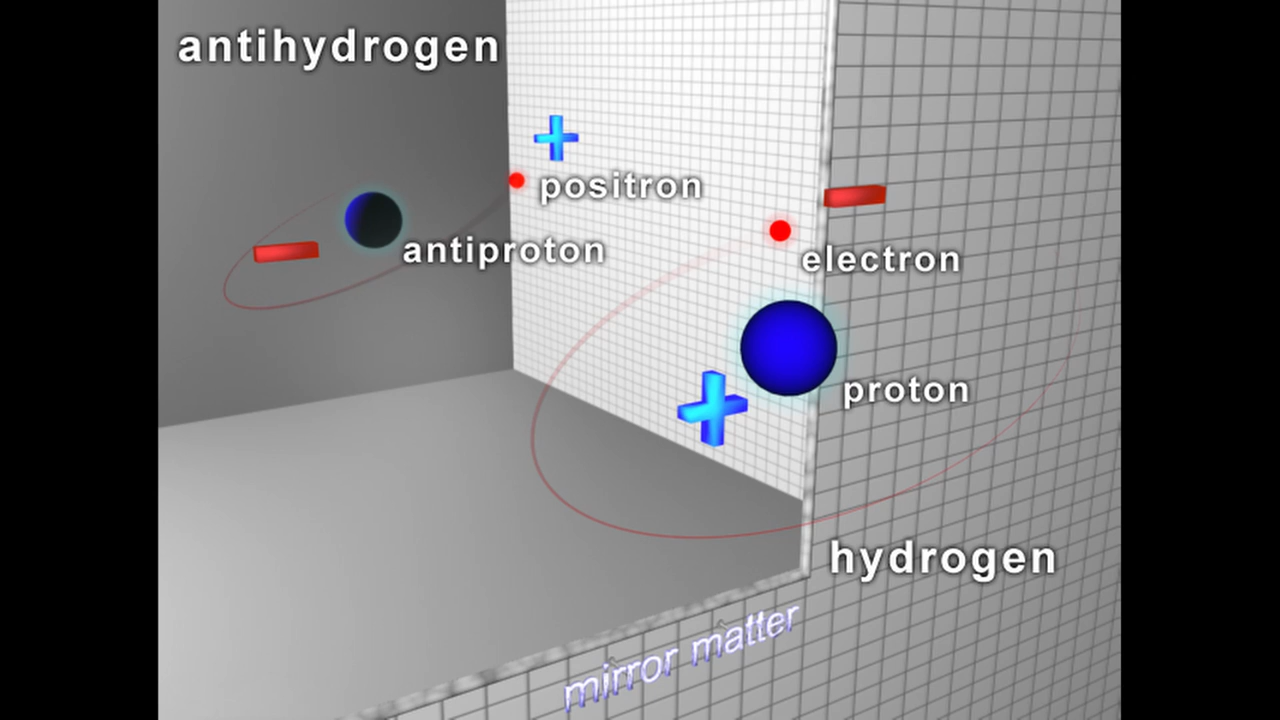 antihydrogen
positron
antiproton
electron
proton
hydrogen
mirror matter